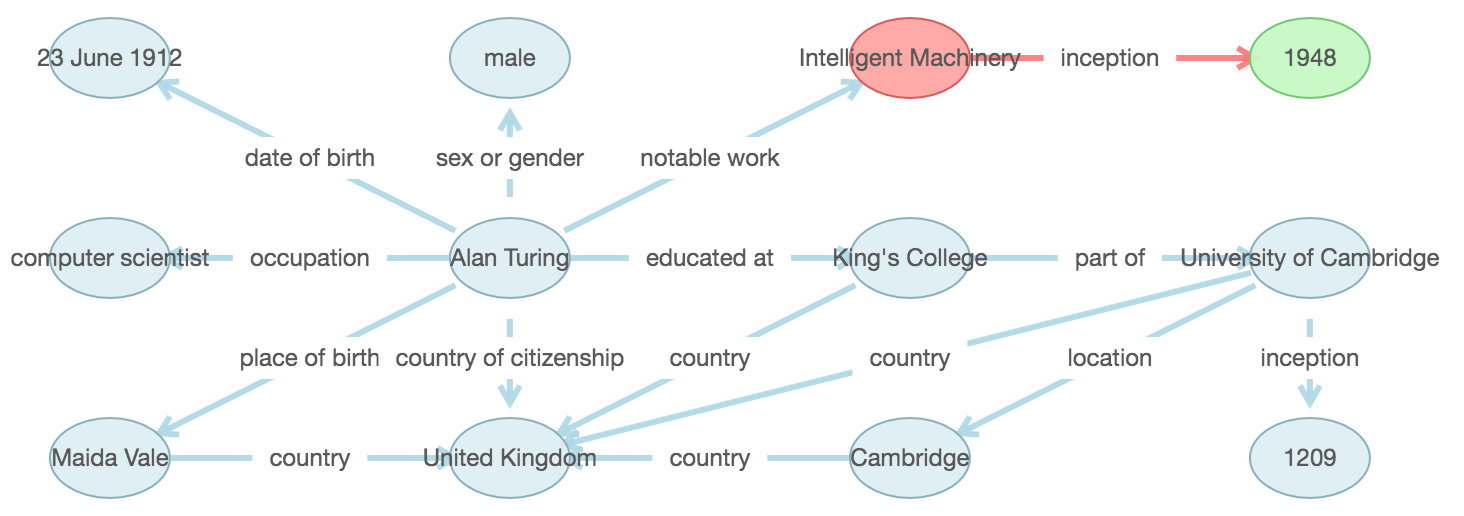 23 June 1912
male
Intelligent Machinery
inception
1948
date of birth
sex or gender
notable work
computer scientist
occupation
Alan Turing
educated at
King's College
part of
University of Cambridge
place of birth
country of citizenship
country
country
location
inception
Maida Vale
country
United Kingdom
country
Cambridge
1209